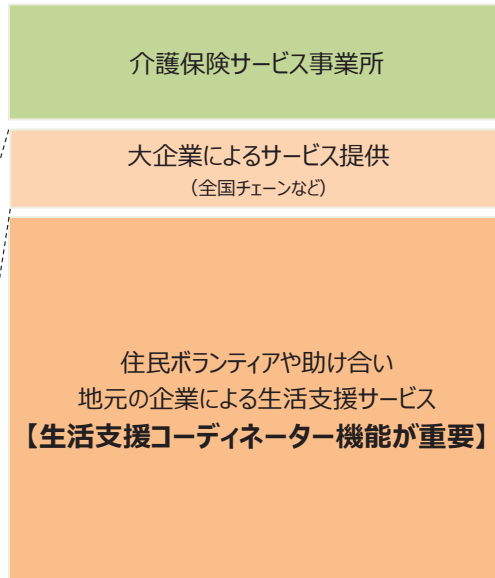 介護保険サービス事業所
大企業によるサービス提供
（全国チェーンなど）
住民ボランティアや助け合い
地元の企業による生活支援サービス
【生活支援コーディネーター機能が重要】